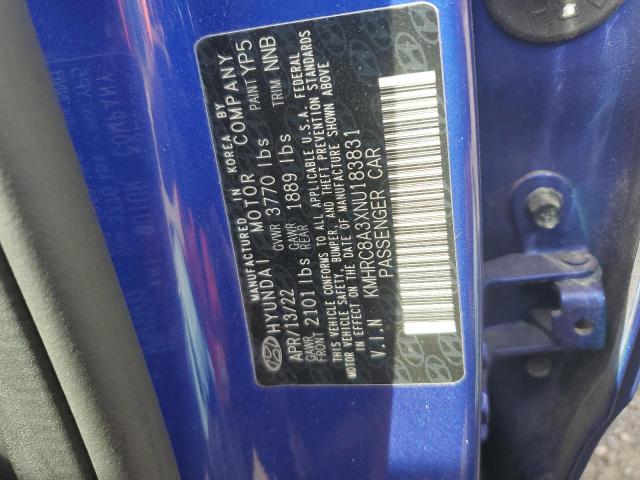 MANUFACTURED IN KOREA BY
HYUNDAI MOTOR COMPANY
APR/13/22 GVWR 3770 lbs PAINT YP5
GAWR FRONT 2101 lbs GAWR REAR 1889 lbs TRIM NNB
THIS VEHICLE CONFORMS TO ALL APPLICABLE U.S.A. FEDERAL
MOTOR VEHICLE SAFETY, BUMPER, AND THEFT PREVENTION STANDARDS
IN EFFECT ON THE DATE OF MANUFACTURE SHOWN ABOVE
V.I.N KMHRC8A3XNU183831
PASSENGER CAR